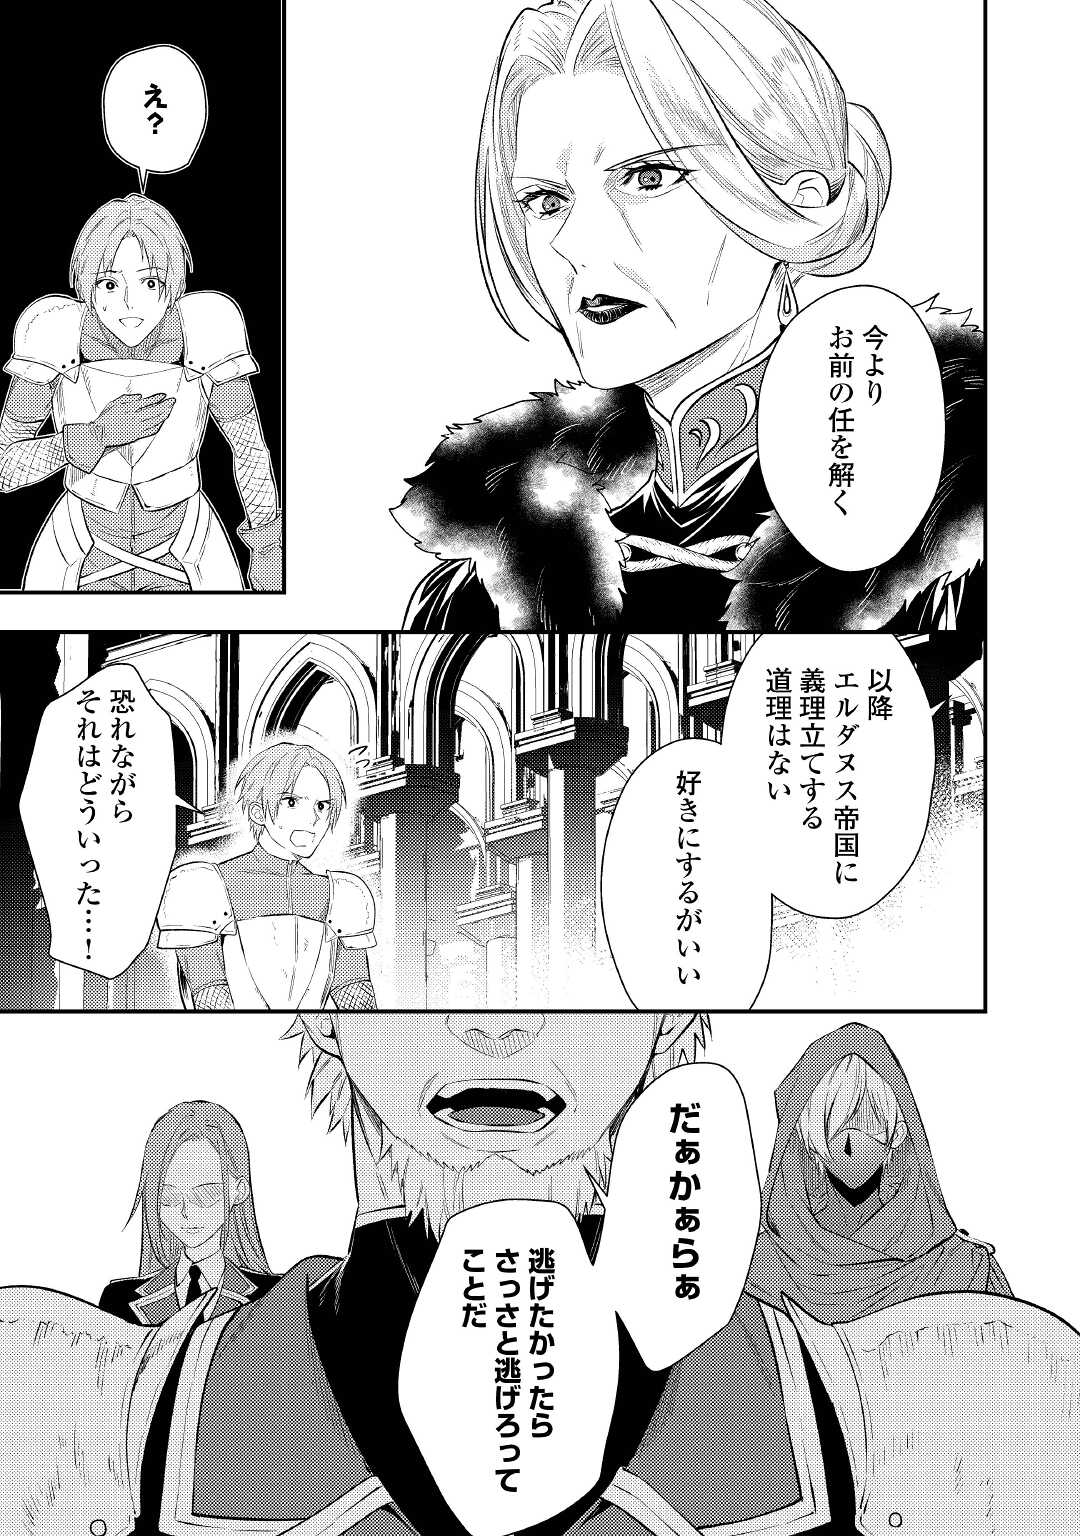 今より
お前の任を解く
え？
以降
エルダヌス帝国に
義理立てする
道理はない
好きにするがいい
恐れながら
それはどういった…！
だぁかぁらぁ
逃げたかったら
さっさと逃げろって
ことだ